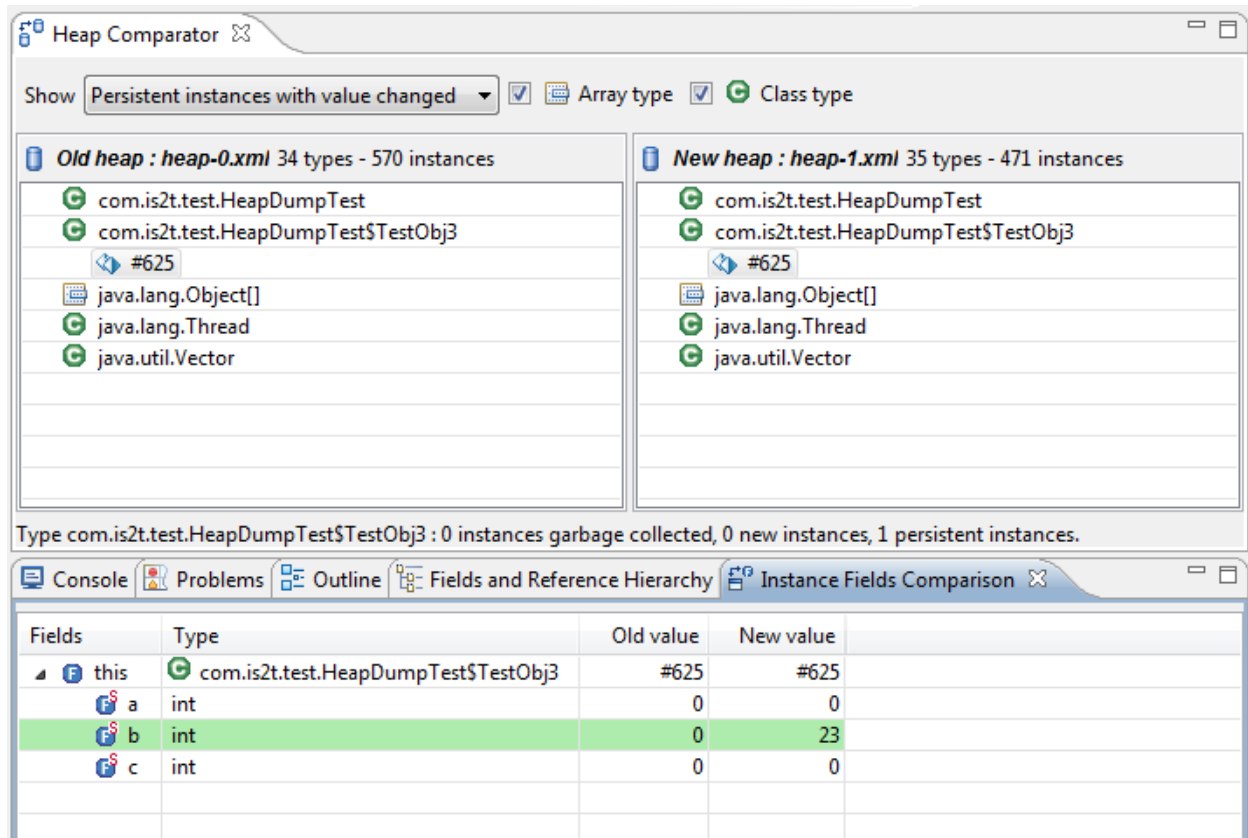 Heap Comparator
Show Persistent instances with value changed Array type C Class type
Old heap : heap-0.xml 34 types - 570 instances
C com.is2t.test.HeapDumpTest
C com.is2t.test.HeapDumpTest$TestObj3
#625
java.lang.Object[]
C java.lang.Thread
C java.util.Vector
New heap : heap-1.xml 35 types - 471 instances
C com.is2t.test.HeapDumpTest
C com.is2t.test.HeapDumpTest$TestObj3
#625
java.lang.Object[]
C java.lang.Thread
C java.util.Vector
Type com.is2t.test.HeapDumpTest$TestObj3 : 0 instances garbage collected, 0 new instances, 1 persistent instances.
Console Problems Outline Fields and Reference Hierarchy Instance Fields Comparison
Fields Type Old value New value
F this C com.is2t.test.HeapDumpTest$TestObj3 #625 #625
F S a int 0 0
F S b int 0 23
F S c int 0 0